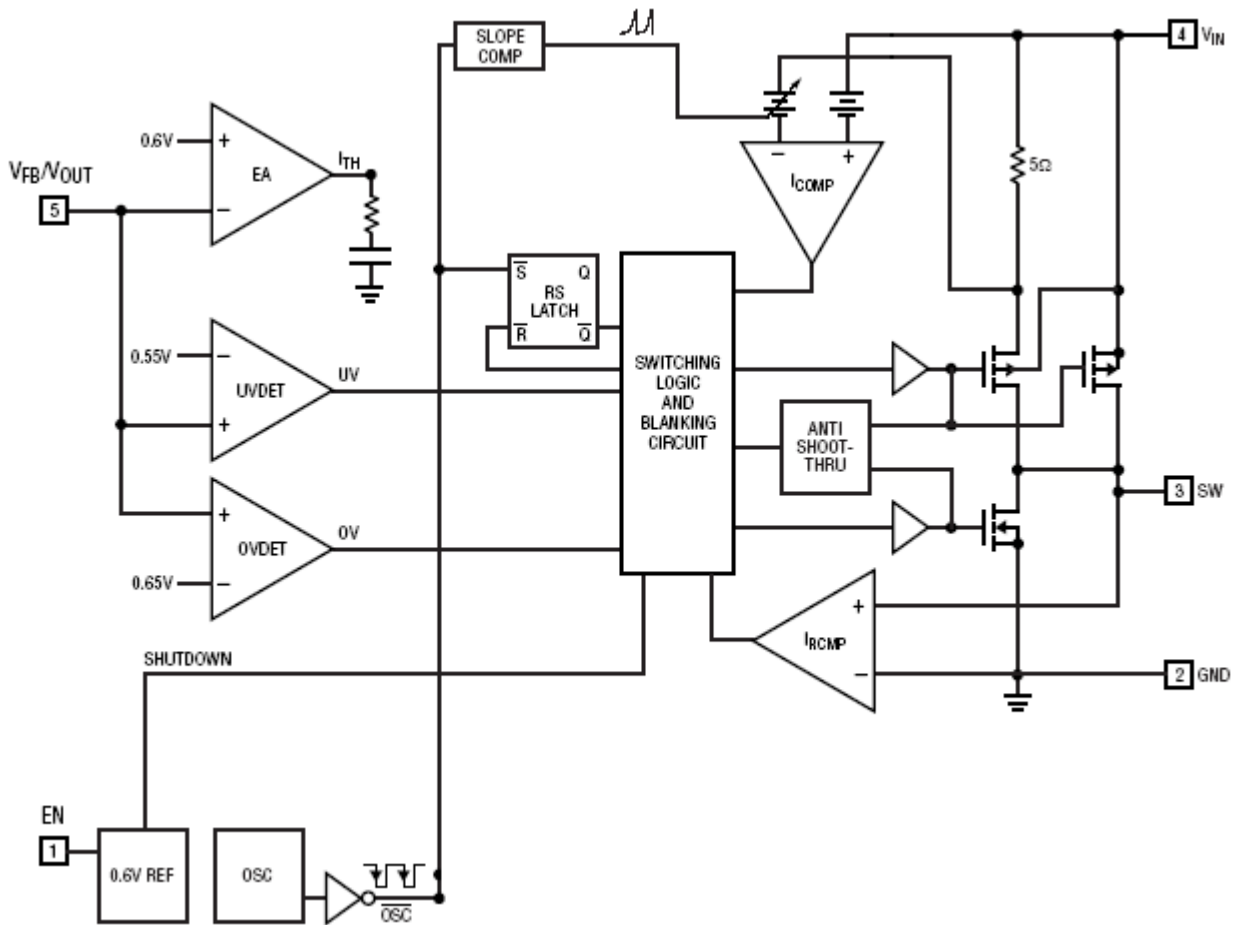 SLOPE
COMP
4 VIN
0.6V
+
EA
−
ITH
VFB/VOUT
5
−
+
ICOMP
5Ω
S̅ Q
RS
LATCH
R̅ Q̅
0.55V
−
UVDET
+
UV
SWITCHING
LOGIC
AND
BLANKING
CIRCUIT
ANTI
SHOOT-
THRU
3 SW
+
OVDET
−
OV
0.65V
+
IRCMP
−
SHUTDOWN
2 GND
EN
1
0.6V REF
OSC
O̅S̅C̅